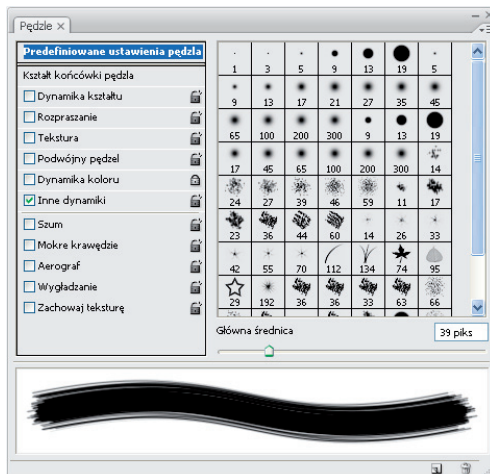 Pędzle ×
Predefiniowane ustawienia pędzla
Kształt końcówki pędzla
Dynamika kształtu
Rozpraszanie
Tekstura
Podwójny pędzel
Dynamika koloru
Inne dynamiki
Szum
Mokre krawędzie
Aerograf
Wygładzanie
Zachowaj teksturę
1 3 5 9 13 19 5
9 13 17 21 27 35 45
65 100 200 300 9 13 19
17 45 65 100 200 300 14
24 27 39 46 59 11 17
23 36 44 60 14 26 33
42 55 70 112 134 74 95
29 192 36 36 33 63 66
Główna średnica
39 piks